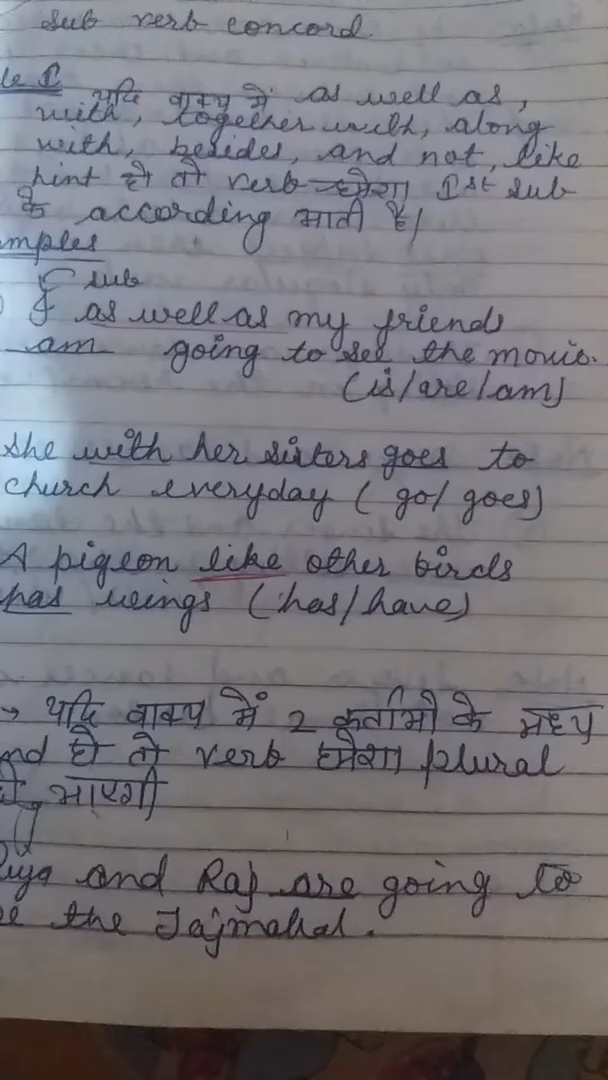 Sub verb concord.
le 1 यदि वाक्य में as well as,
with, together with, along
with, besides, and not, like
hint हो तो verb हमेशा Ist sub
के according आती है।
mples
sub
I as well as my friends
am going to see the movie.
(is/are/am)
She with her sisters goes to
church everyday (go/goes)
A pigeon like other birds
has wings (has/have)
→ यदि वाक्य में 2 कर्ताओ के मध्य
nd हो तो verb हमेशा plural
ही आएगी
and Raj are going to
the Tajmahal.